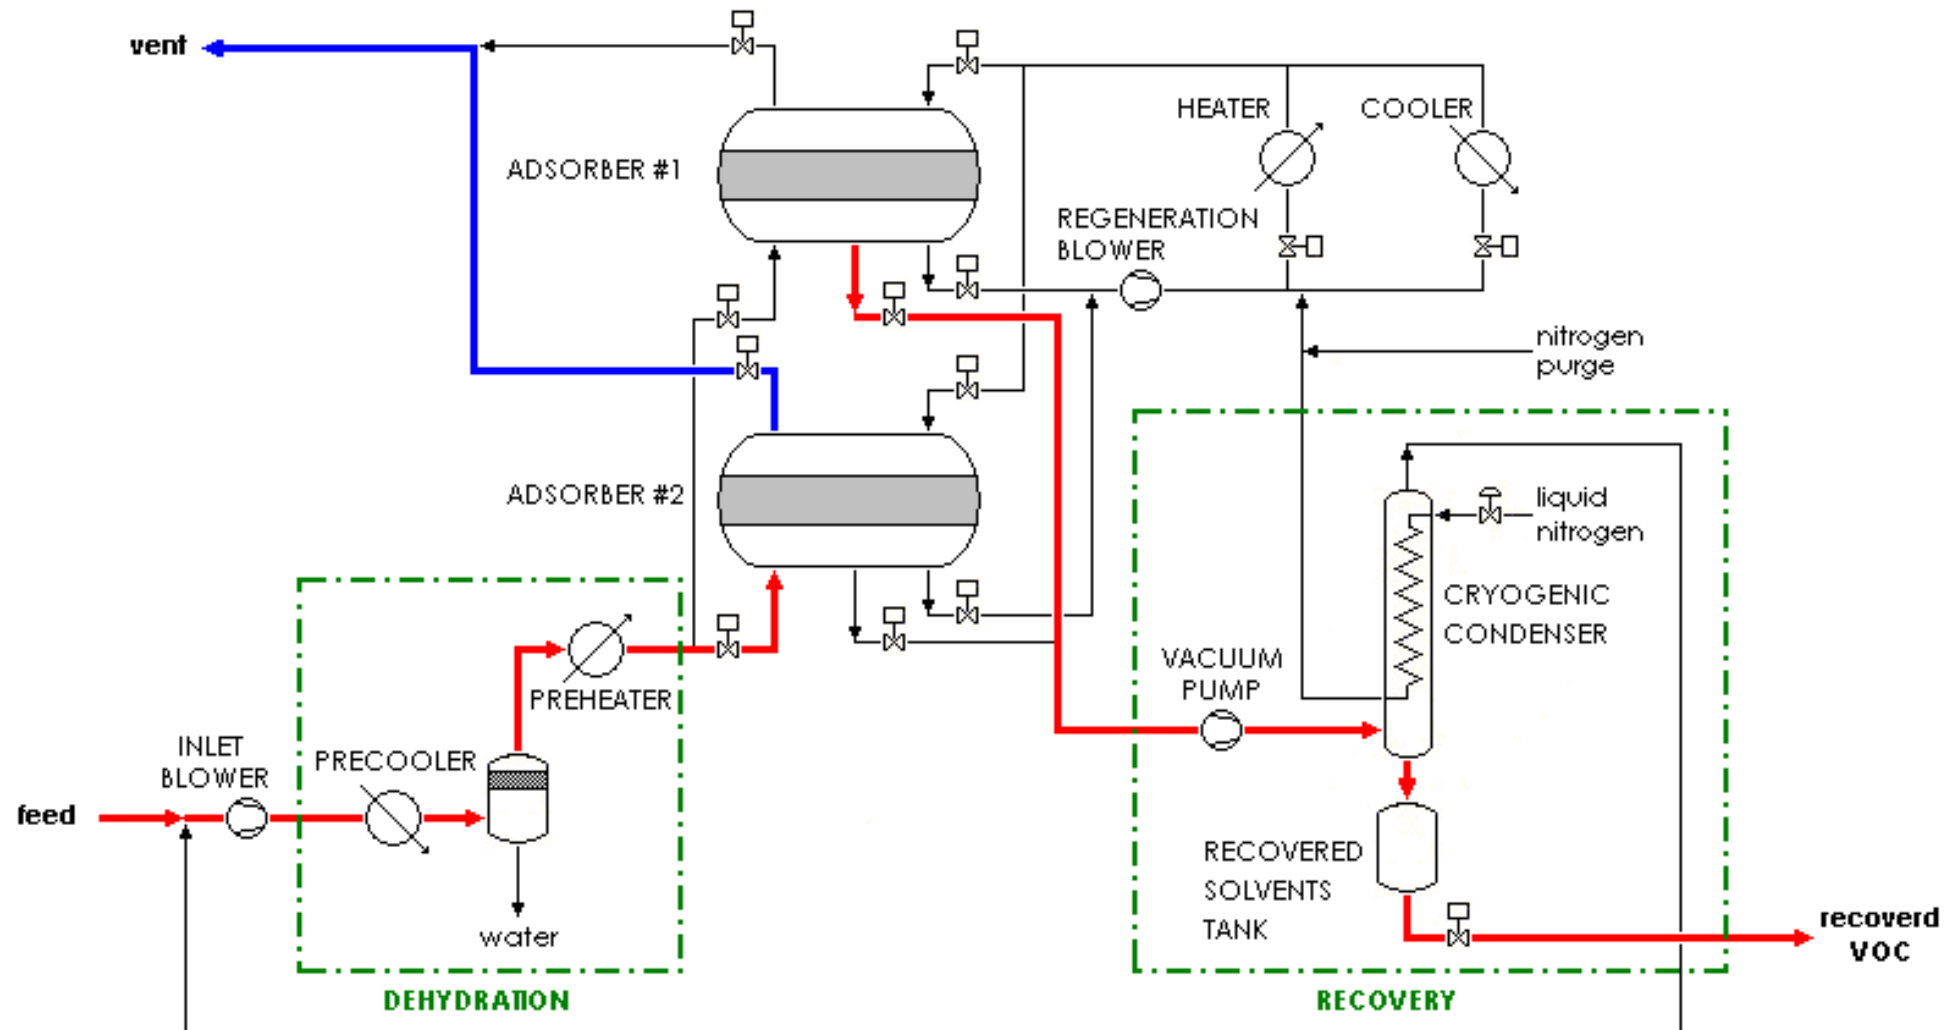 vent
HEATER
COOLER
ADSORBER #1
REGENERATION
BLOWER
nitrogen
purge
ADSORBER #2
liquid
nitrogen
CRYOGENIC
CONDENSER
VACUUM
PUMP
PREHEATER
INLET
BLOWER
PRECOOLER
feed
RECOVERED
SOLVENTS
TANK
water
recoverd
VOC
DEHYDRATION
RECOVERY